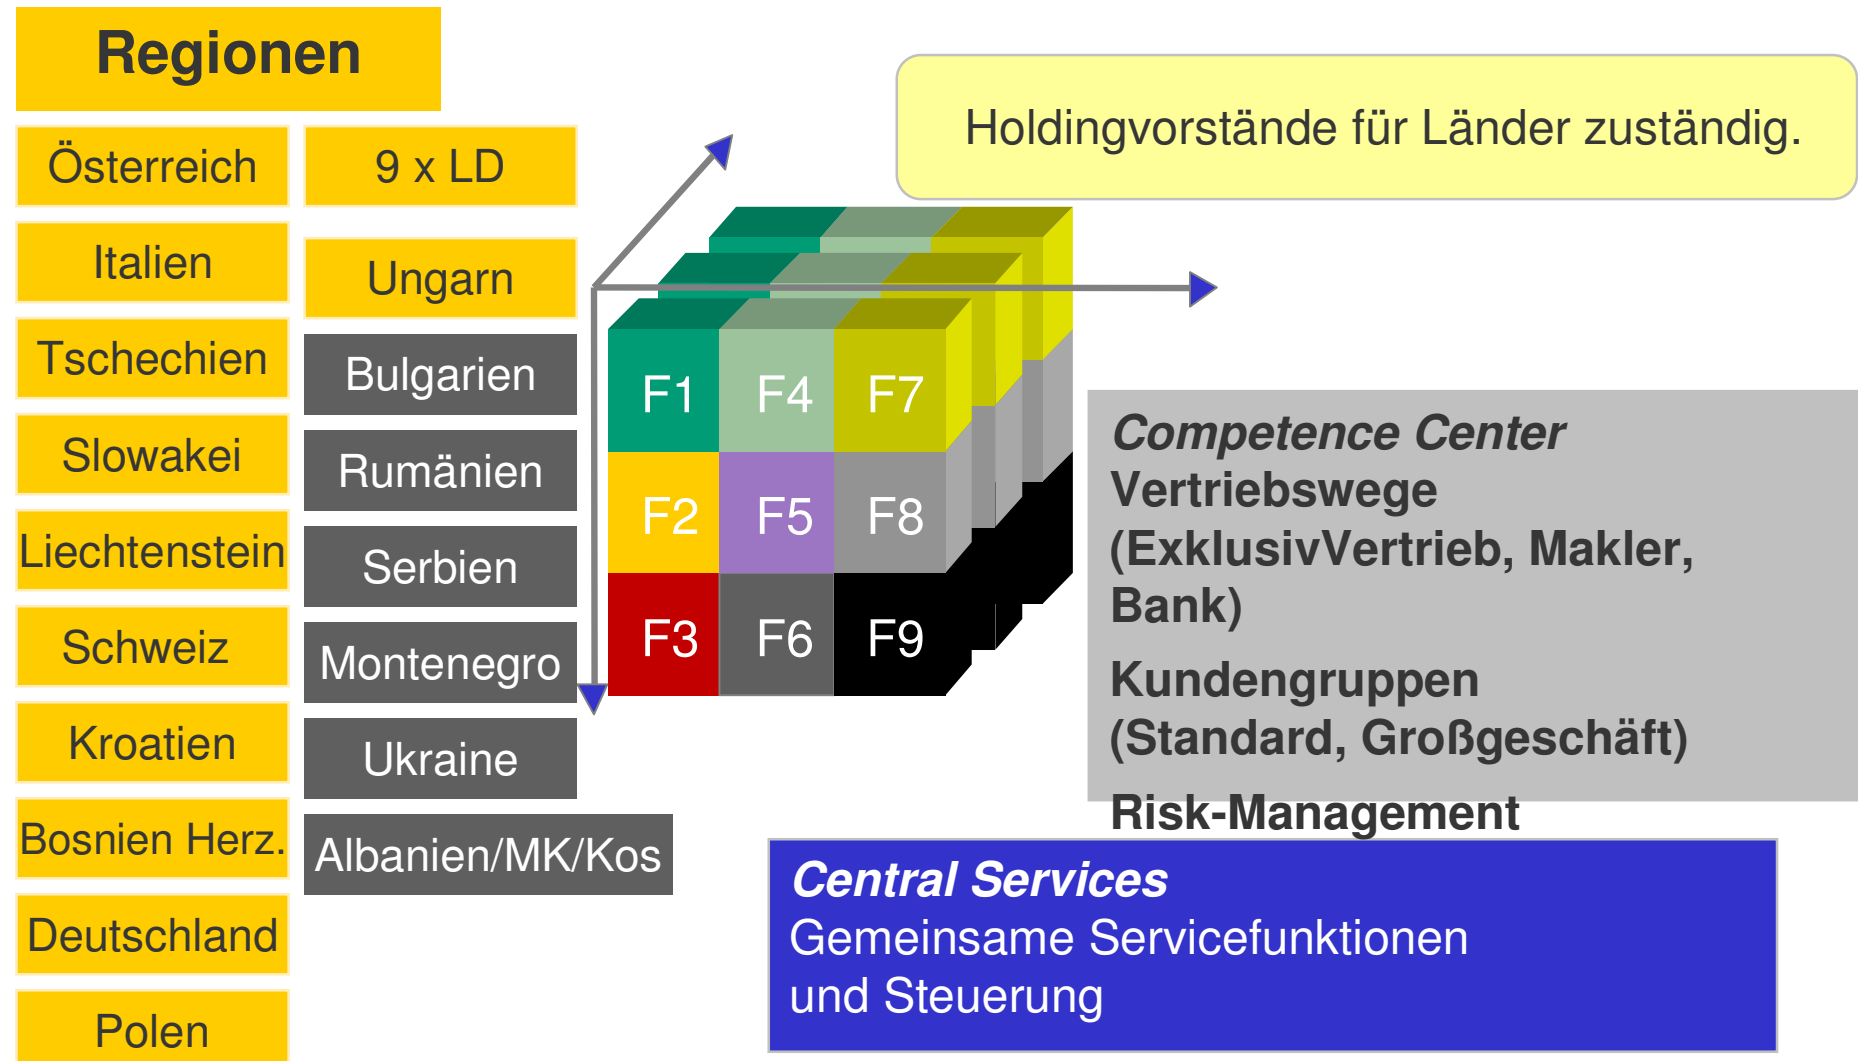 Regionen
Österreich
Italien
Tschechien
Slowakei
Liechtenstein
Schweiz
Kroatien
Bosnien Herz.
Deutschland
Polen
9 x LD
Ungarn
Bulgarien
Rumänien
Serbien
Montenegro
Ukraine
Albanien/MK/Kos
F1 F4 F7
F2 F5 F8
F3 F6 F9
Holdingvorstände für Länder zuständig.
Competence Center
Vertriebswege
(ExklusivVertrieb, Makler,
Bank)
Kundengruppen
(Standard, Großgeschäft)
Risk-Management
Central Services
Gemeinsame Servicefunktionen
und Steuerung